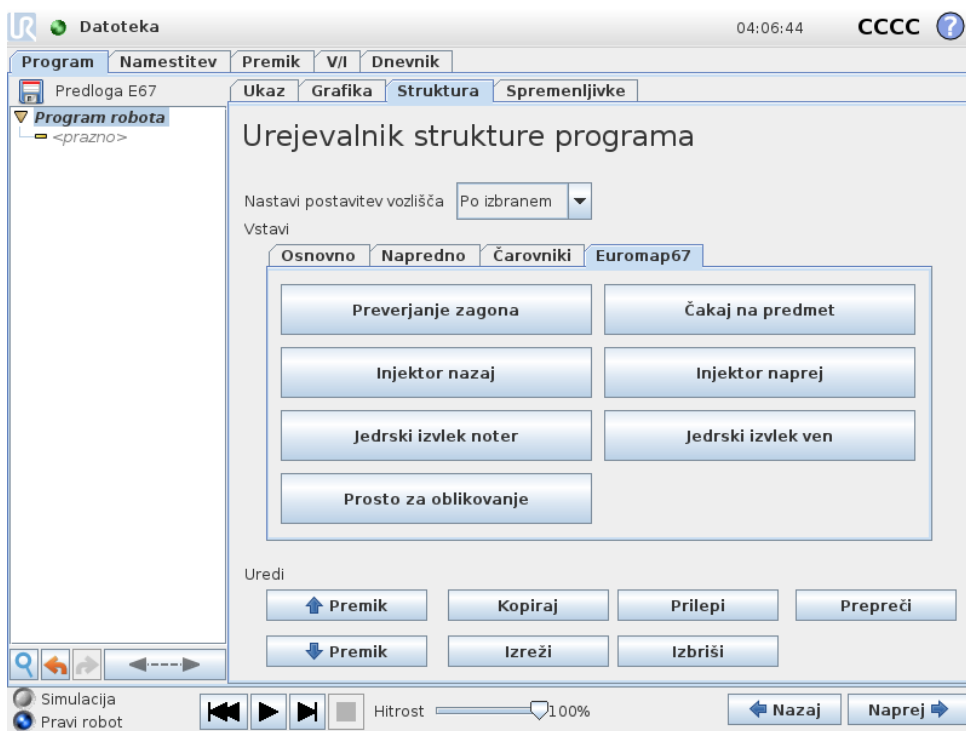 UR Datoteka 04:06:44 CCCC ?
Program Namestitev Premik V/I Dnevnik
Predloga E67 Ukaz Grafika Struktura Spremenljivke
Program robota
<prazno>
Urejevalnik strukture programa
Nastavi postavitev vozlišča Po izbranem
Vstavi
Osnovno Napredno Čarovniki Euromap67
Preverjanje zagona Čakaj na predmet
Injektor nazaj Injektor naprej
Jedrski izvlek noter Jedrski izvlek ven
Prosto za oblikovanje
Uredi
Premik Kopiraj Prilepi Prepreči
Premik Izreži Izbriši
Simulacija
Pravi robot
Hitrost 100%
Nazaj Naprej